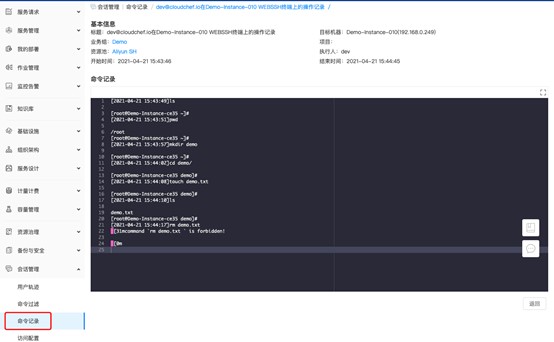 会话管理 / 命令记录 / dev@cloudchef.io在Demo-Instance-010 WEBSSH终端上的操作记录 /
服务请求
服务管理
我的部署
作业管理
监控告警
知识库
基础设施
组织架构
服务设计
计量计费
容量管理
资源治理
备份与安全
会话管理
用户轨迹
命令过滤
命令记录
访问配置
基本信息
标题: dev@cloudchef.io在Demo-Instance-010 WEBSSH终端上的操作记录
目标机器: Demo-Instance-010(192.168.0.249)
业务组: Demo
项目:
资源池: Aliyun SH
执行人: dev
开始时间: 2021-04-21 15:43:46
结束时间: 2021-04-21 15:44:45
命令记录
1 [2021-04-21 15:43:49]ls
2
3 [root@Demo-Instance-ce35 ~]#
4 [2021-04-21 15:43:51]pwd
5
6 /root
7 [root@Demo-Instance-ce35 ~]#
8 [2021-04-21 15:43:57]mkdir demo
9
10 [root@Demo-Instance-ce35 ~]#
11 [2021-04-21 15:44:02]cd demo/
12
13 [root@Demo-Instance-ce35 demo]#
14 [2021-04-21 15:44:08]touch demo.txt
15
16 [root@Demo-Instance-ce35 demo]#
17 [2021-04-21 15:44:10]ls
18
19 demo.txt
20 [root@Demo-Instance-ce35 demo]#
21 [2021-04-21 15:44:17]rm demo.txt
22 [31mcommand `rm demo.txt ` is forbidden!
23
24 [0m
25
返回